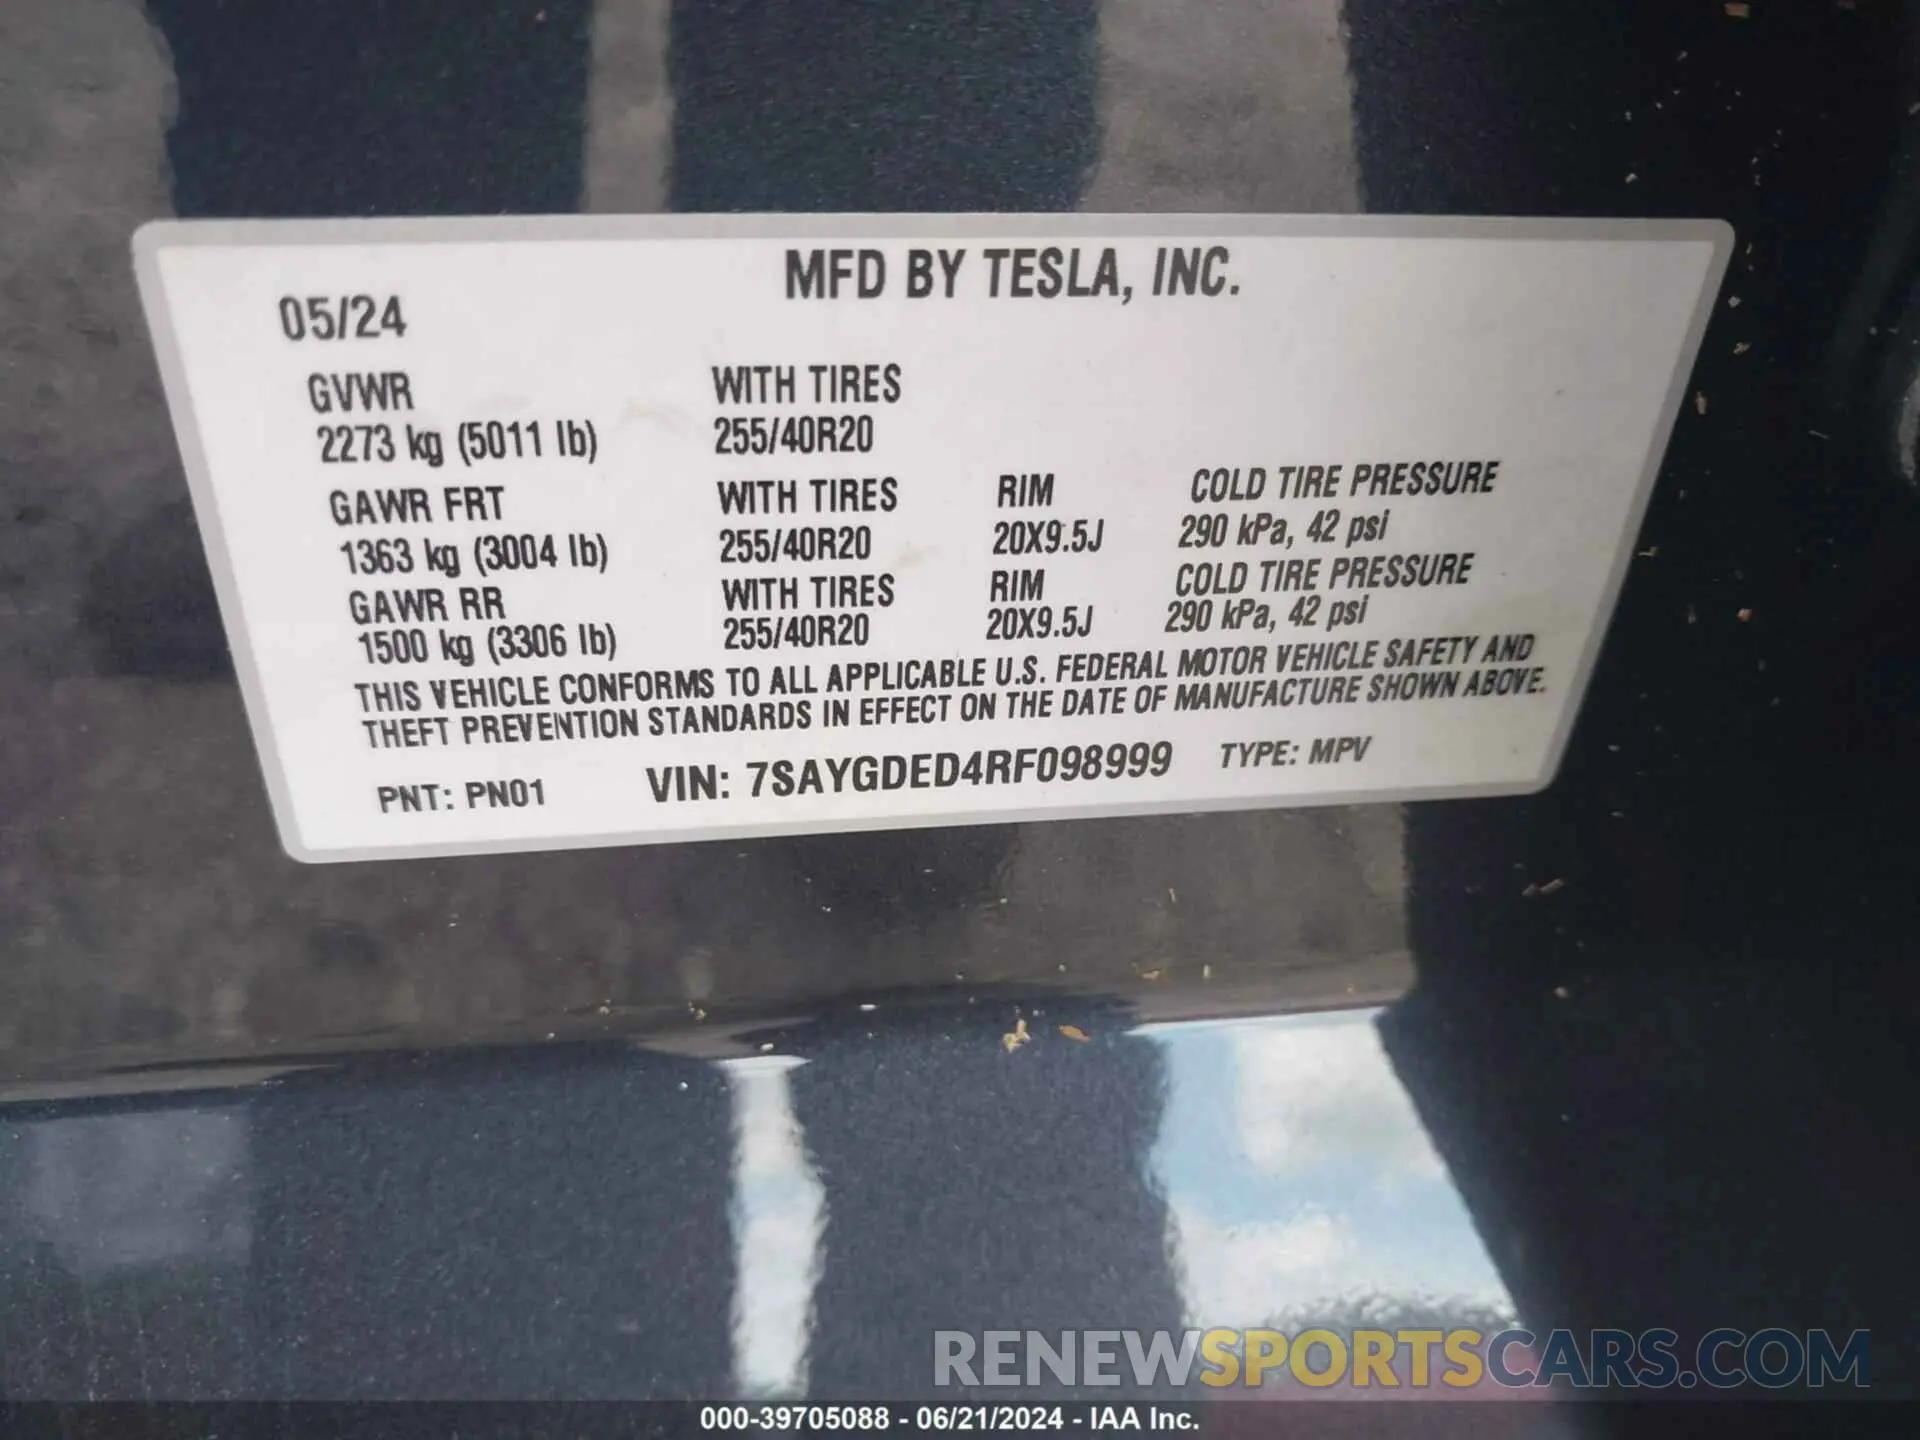 MFD BY TESLA, INC.
05/24
GVWR WITH TIRES
2273 kg (5011 lb) 255/40R20
GAWR FRT WITH TIRES RIM COLD TIRE PRESSURE
1363 kg (3004 lb) 255/40R20 20X9.5J 290 kPa, 42 psi
GAWR RR WITH TIRES RIM COLD TIRE PRESSURE
1500 kg (3306 lb) 255/40R20 20X9.5J 290 kPa, 42 psi
THIS VEHICLE CONFORMS TO ALL APPLICABLE U.S. FEDERAL MOTOR VEHICLE SAFETY AND
THEFT PREVENTION STANDARDS IN EFFECT ON THE DATE OF MANUFACTURE SHOWN ABOVE.
PNT: PN01 VIN: 7SAYGDED4RF098999 TYPE: MPV
RENEWSPORTSCARS.COM
000-39705088 - 06/21/2024 - IAA Inc.